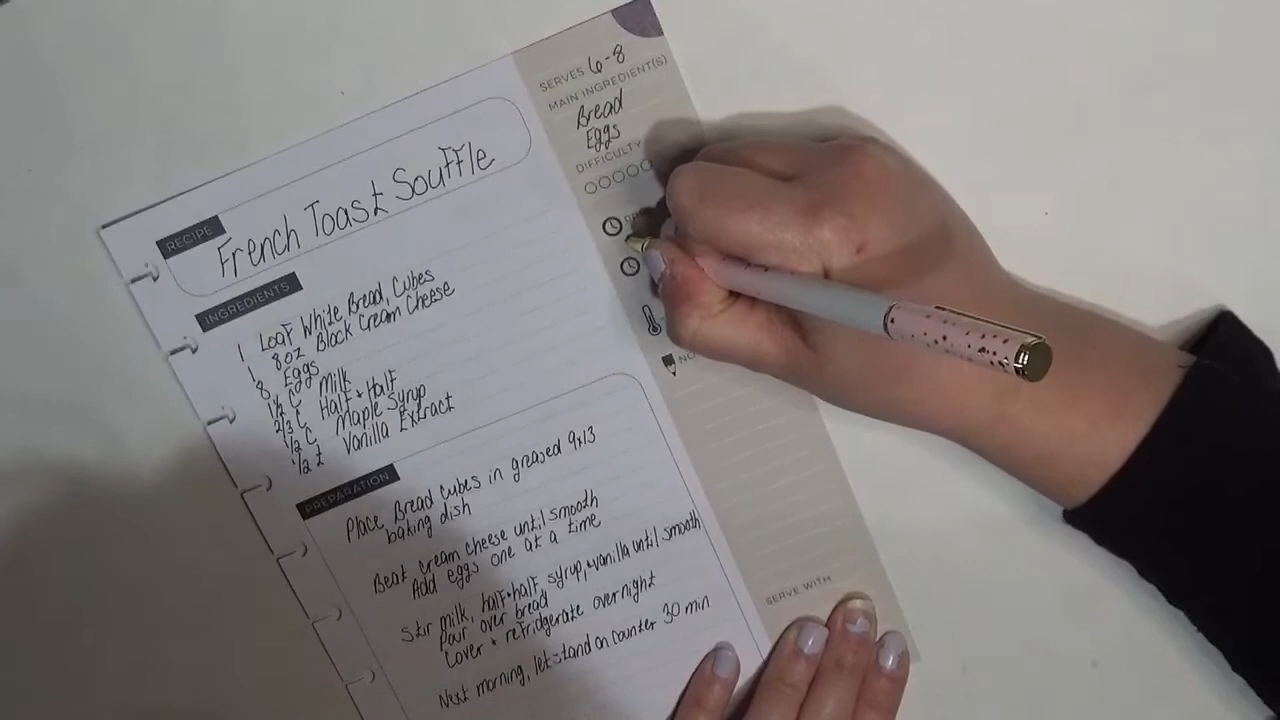 RECIPE
French Toast Souffle
INGREDIENTS
1 Loaf White Bread, Cubes
1 8oz Block Cream Cheese
8 Eggs
1½ C Milk
2/3 C Half + Half
1/2 C Maple Syrup
1/2 t Vanilla Extract
PREPARATION
Place Bread cubes in greased 9x13
baking dish
Beat cream cheese until smooth
Add eggs one at a time
Stir milk, half+half, syrup, + vanilla until smooth
Pour over bread
Cover + refridgerate overnight
Next morning, let stand on counter 30 min
SERVES 6-8
MAIN INGREDIENT(S)
Bread
Eggs
DIFFICULTY
SERVE WITH